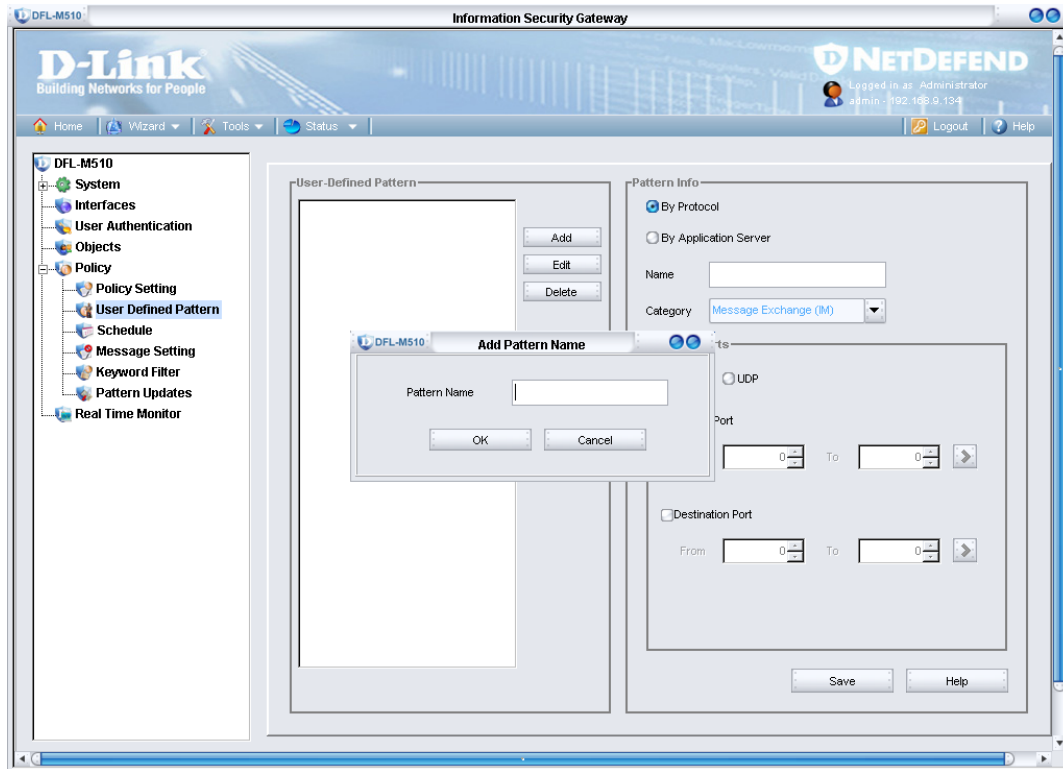 DFL-M510
Information Security Gateway
D-Link
Building Networks for People
NETDEFEND
Logged in as Administrator
admin - 192.168.9.134
Home
Wizard
Tools
Status
Logout
Help
DFL-M510
System
Interfaces
User Authentication
Objects
Policy
Policy Setting
User Defined Pattern
Schedule
Message Setting
Keyword Filter
Pattern Updates
Real Time Monitor
User-Defined Pattern
Add
Edit
Delete
Pattern Info
By Protocol
By Application Server
Name
Category
Message Exchange (IM)
DFL-M510
Add Pattern Name
Pattern Name
OK
Cancel
UDP
Port
0
To
0
Destination Port
From
0
To
0
Save
Help